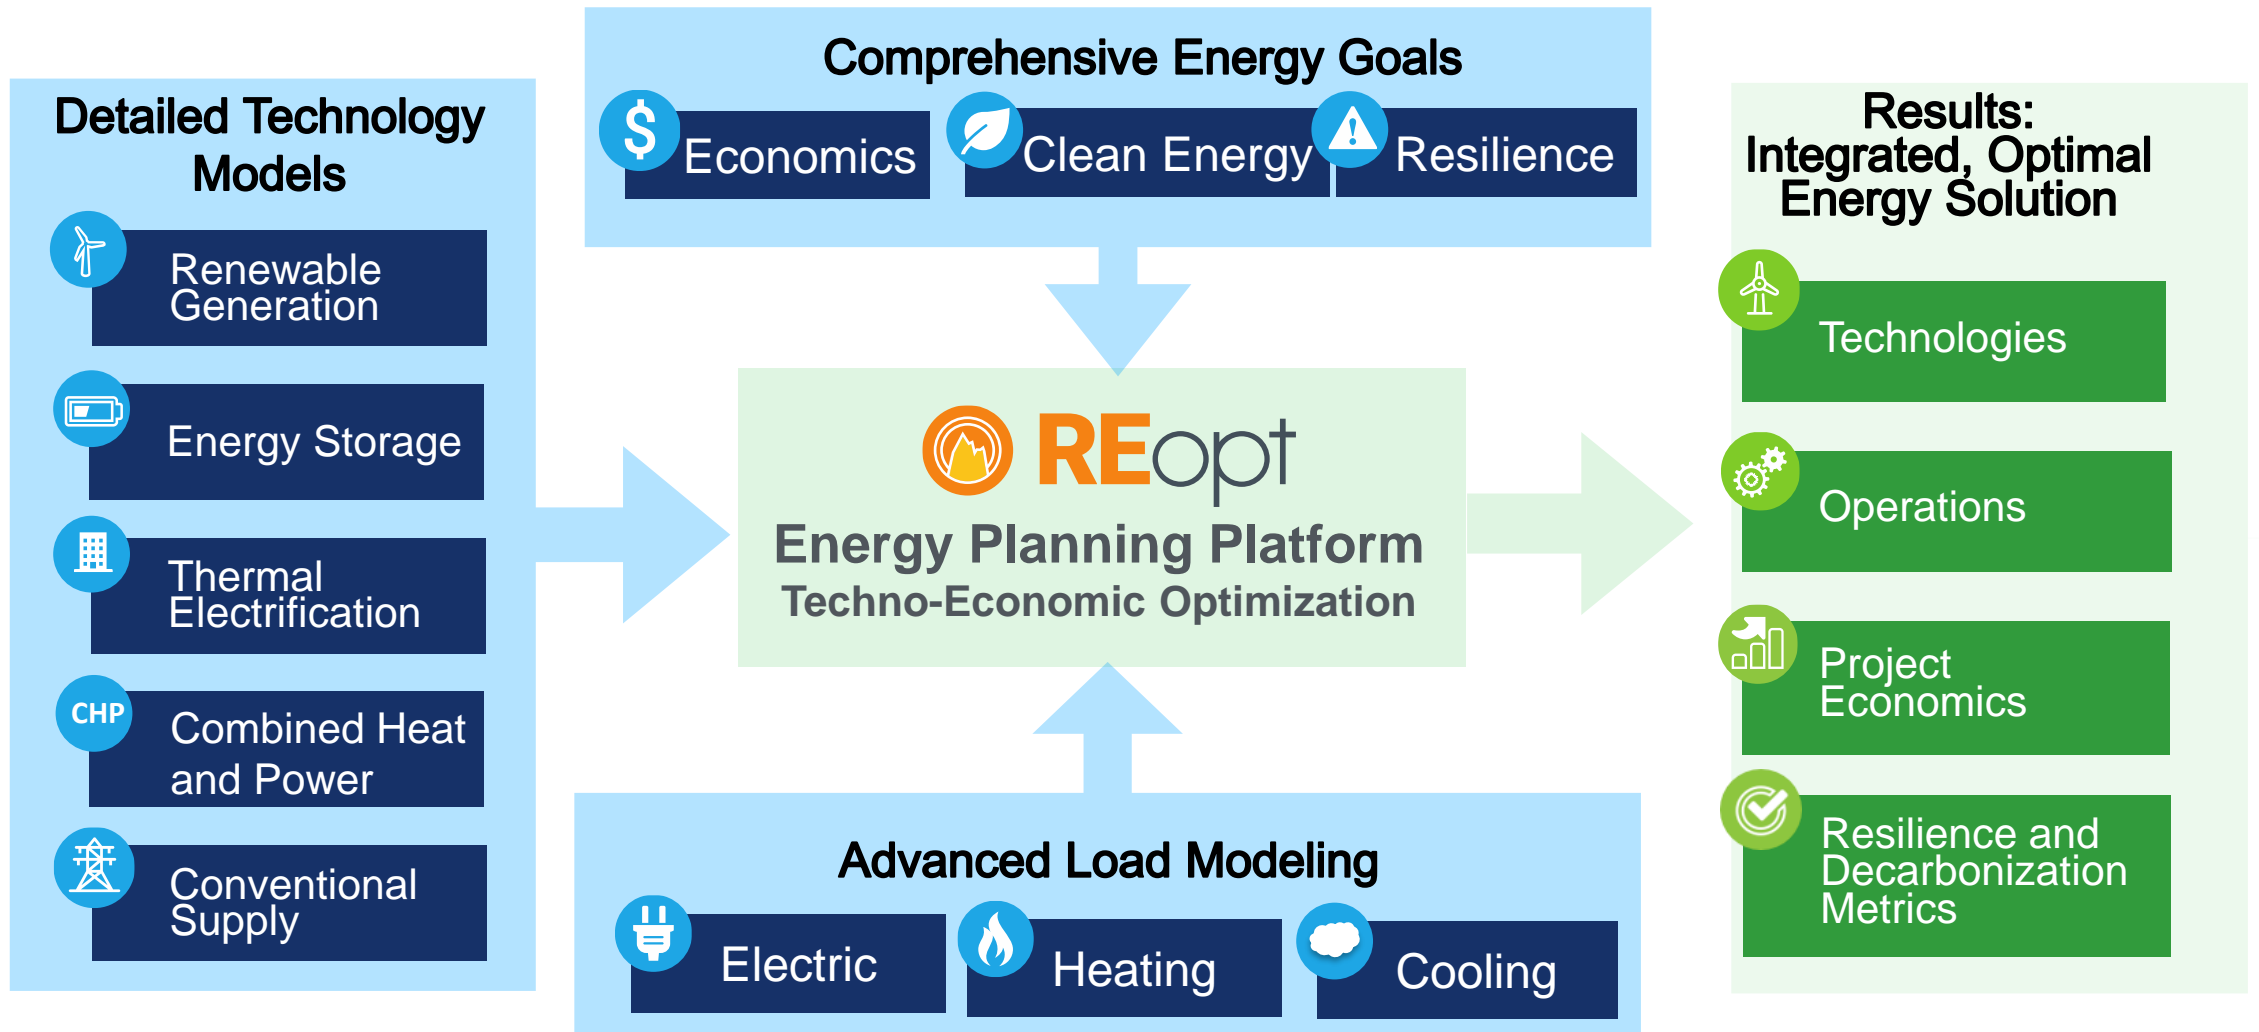 Comprehensive Energy Goals
Economics
Clean Energy
Resilience
Detailed Technology
Models
Renewable
Generation
Energy Storage
Thermal
Electrification
CHP
Combined Heat
and Power
Conventional
Supply
REopt
Energy Planning Platform
Techno-Economic Optimization
Advanced Load Modeling
Electric
Heating
Cooling
Results:
Integrated, Optimal
Energy Solution
Technologies
Operations
Project
Economics
Resilience and
Decarbonization
Metrics